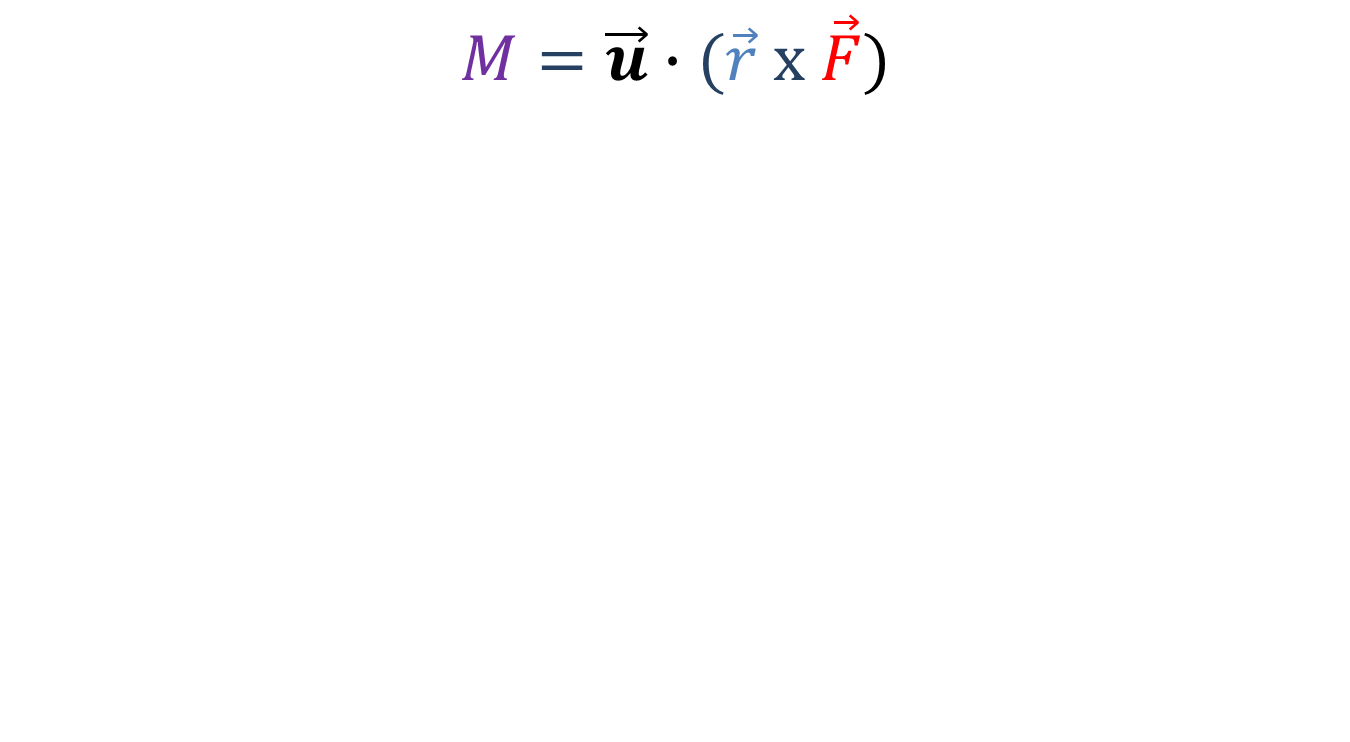 M = u⃗ · (r⃗ x F⃗)